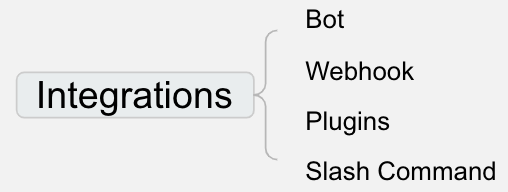 Integrations
Bot
Webhook
Plugins
Slash Command